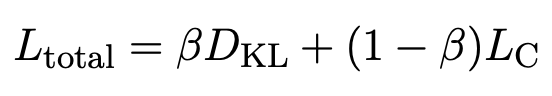 L_total = βD_KL + (1 − β)L_C